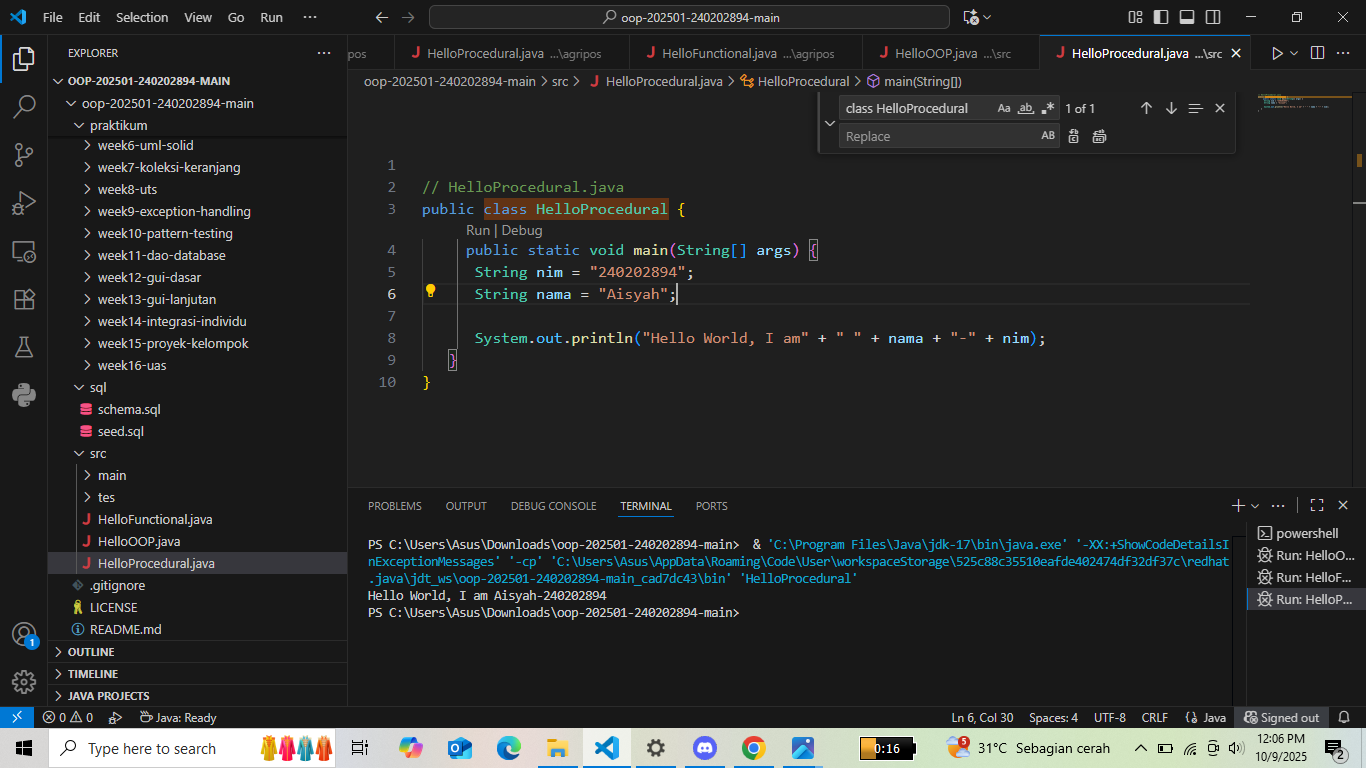 File Edit Selection View Go Run ··· oop-202501-240202894-main
EXPLORER ···
OOP-202501-240202894-MAIN
oop-202501-240202894-main
praktikum
week6-uml-solid
week7-koleksi-keranjang
week8-uts
week9-exception-handling
week10-pattern-testing
week11-dao-database
week12-gui-dasar
week13-gui-lanjutan
week14-integrasi-individu
week15-proyek-kelompok
week16-uas
sql
schema.sql
seed.sql
src
main
tes
J HelloFunctional.java
J HelloOOP.java
J HelloProcedural.java
.gitignore
LICENSE
README.md
OUTLINE
TIMELINE
JAVA PROJECTS
pos J HelloProcedural.java ...\agripos J HelloFunctional.java ...\agripos J HelloOOP.java ...\src J HelloProcedural.java ...\src
oop-202501-240202894-main > src > J HelloProcedural.java > HelloProcedural > main(String[])
class HelloProcedural Aa ab .* 1 of 1
Replace AB
1
2 // HelloProcedural.java
3 public class HelloProcedural {
Run | Debug
4 public static void main(String[] args) {
5 String nim = "240202894";
6 String nama = "Aisyah";
7
8 System.out.println("Hello World, I am" + " " + nama + "-" + nim);
9 }
10 }
PROBLEMS OUTPUT DEBUG CONSOLE TERMINAL PORTS
PS C:\Users\Asus\Downloads\oop-202501-240202894-main> & 'C:\Program Files\Java\jdk-17\bin\java.exe' '-XX:+ShowCodeDetailsI
nExceptionMessages' '-cp' 'C:\Users\Asus\AppData\Roaming\Code\User\workspaceStorage\525c88c35510eafde402474df32df37c\redhat
.java\jdt_ws\oop-202501-240202894-main_cad7dc43\bin' 'HelloProcedural'
Hello World, I am Aisyah-240202894
PS C:\Users\Asus\Downloads\oop-202501-240202894-main>
powershell
Run: HelloO...
Run: HelloF...
Run: HelloP...
1
0 0 Java: Ready Ln 6, Col 30 Spaces: 4 UTF-8 CRLF {} Java Signed out
Type here to search 0:16 5 31°C Sebagian cerah 12:06 PM
10/9/2025 2